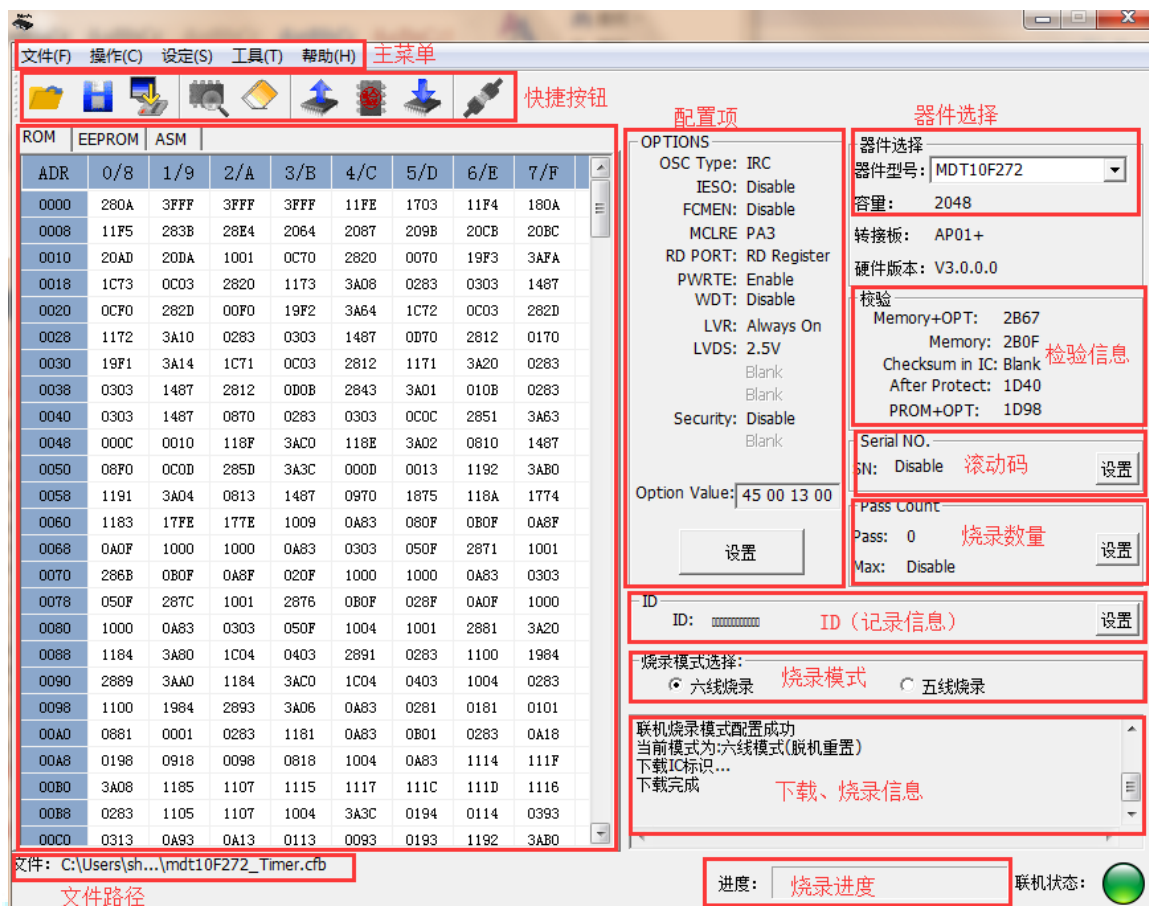 文件(F) 操作(C) 设定(S) 工具(T) 帮助(H) 主菜单
快捷按钮
配置项 器件选择
ROM EEPROM ASM
ADR 0/8 1/9 2/A 3/B 4/C 5/D 6/E 7/F
0000 280A 3FFF 3FFF 3FFF 11FE 1703 11F4 180A
0008 11F5 283B 28E4 2064 2087 209B 20CB 20BC
0010 20AD 20DA 1001 0C70 2820 0070 19F3 3AFA
0018 1C73 0C03 2820 1173 3A08 0283 0303 1487
0020 0CF0 282D 00F0 19F2 3A64 1C72 0C03 282D
0028 1172 3A10 0283 0303 1487 0D70 2812 0170
0030 19F1 3A14 1C71 0C03 2812 1171 3A20 0283
0038 0303 1487 2812 0D0B 2843 3A01 010B 0283
0040 0303 1487 0870 0283 0303 0C0C 2851 3A63
0048 000C 0010 118F 3AC0 118E 3A02 0810 1487
0050 08F0 0C0D 285D 3A3C 000D 0013 1192 3AB0
0058 1191 3A04 0813 1487 0970 1875 118A 1774
0060 1183 17FE 177E 1009 0A83 080F 0B0F 0A8F
0068 0A0F 1000 1000 0A83 0303 050F 2871 1001
0070 286B 0B0F 0A8F 020F 1000 1000 0A83 0303
0078 050F 287C 1001 2876 0B0F 028F 0A0F 1000
0080 1000 0A83 0303 050F 1004 1001 2881 3A20
0088 1184 3A80 1C04 0403 2891 0283 1100 1984
0090 2889 3AA0 1184 3AC0 1C04 0403 1004 0283
0098 1100 1984 2893 3A06 0A83 0281 0181 0101
00A0 0881 0001 0283 1181 0A83 0B01 0283 0A18
00A8 0198 0918 0098 0818 1004 0A83 1114 111F
00B0 3A08 1185 1107 1115 1117 111C 111D 1116
00B8 0283 1105 1107 1004 3A3C 0194 0114 0393
00C0 0313 0A93 0A13 0113 0093 0193 1192 3AB0
OPTIONS
OSC Type: IRC
IESO: Disable
FCMEN: Disable
MCLRE PA3
RD PORT: RD Register
PWRTE: Enable
WDT: Disable
LVR: Always On
LVDS: 2.5V
Blank
Blank
Security: Disable
Blank
Option Value: 45 00 13 00
设置
器件选择
器件型号: MDT10F272
容量: 2048
转接板: AP01+
硬件版本: V3.0.0.0
校验
Memory+OPT: 2B67
Memory: 2B0F
Checksum in IC: Blank
After Protect: 1D40
PROM+OPT: 1D98
检验信息
Serial NO.
SN: Disable 滚动码 设置
Pass Count
Pass: 0 烧录数量 设置
Max: Disable
ID
ID: ID（记录信息） 设置
烧录模式选择:
六线烧录 烧录模式 五线烧录
联机烧录模式配置成功
当前模式为:六线模式(脱机重置)
下载IC标识...
下载完成
下载、烧录信息
文件: C:\Users\sh...\mdt10F272_Timer.cfb
文件路径
进度: 烧录进度 联机状态: